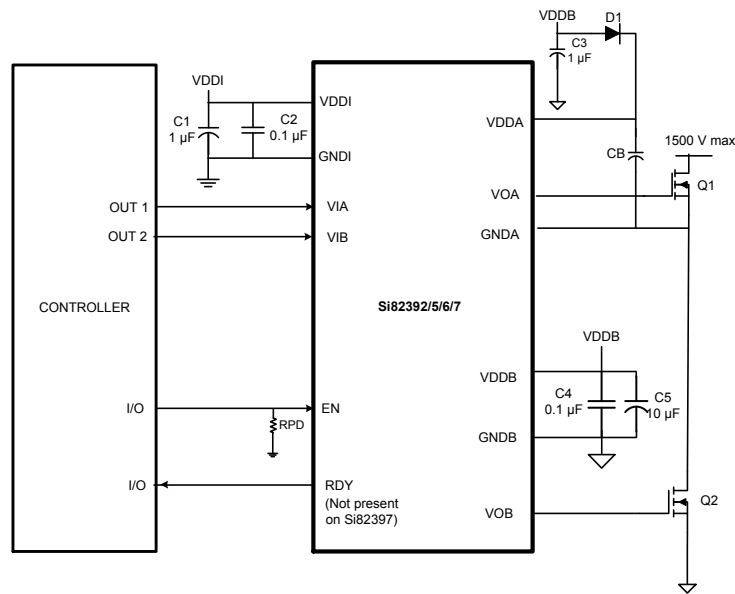 VDDB
D1
C3
1 µF
VDDI
C1
1 µF
C2
0.1 µF
VDDI
GNDI
VDDA
CB
1500 V max
Q1
VOA
GNDA
OUT 1
VIA
OUT 2
VIB
CONTROLLER
Si82392/5/6/7
VDDB
VDDB
C4
0.1 µF
C5
10 µF
GNDB
I/O
EN
RPD
I/O
RDY
(Not present
on Si82397)
VOB
Q2